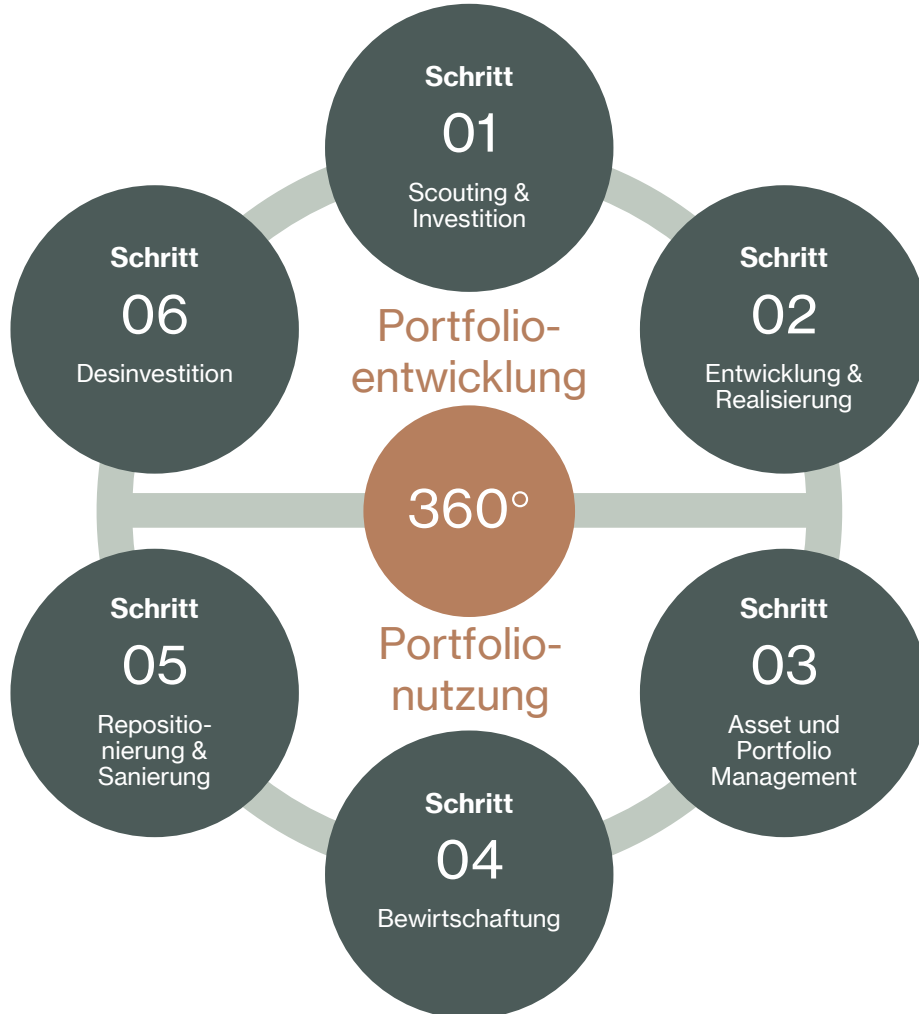 Schritt
01
Scouting &
Investition
Schritt
02
Entwicklung &
Realisierung
Schritt
03
Asset und
Portfolio
Management
Schritt
04
Bewirtschaftung
Schritt
05
Repositio-
nierung &
Sanierung
Schritt
06
Desinvestition
Portfolio-
entwicklung
360°
Portfolio-
nutzung